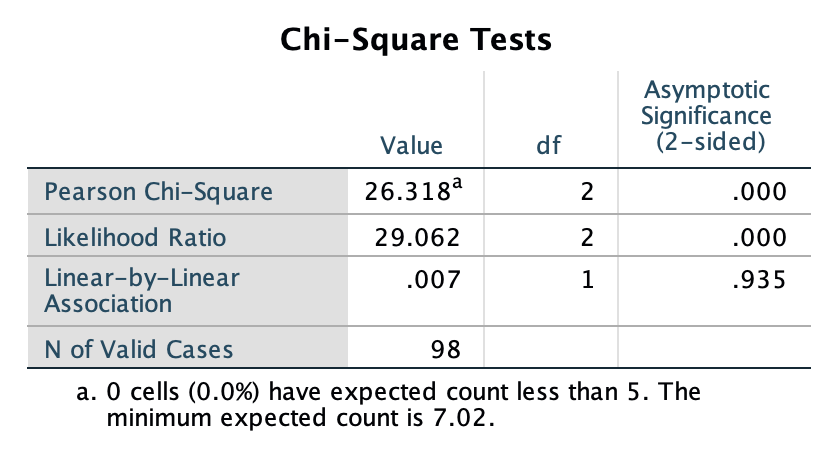 Chi-Square Tests
Value df Asymptotic Significance (2-sided)
Pearson Chi-Square 26.318a 2 .000
Likelihood Ratio 29.062 2 .000
Linear-by-Linear Association .007 1 .935
N of Valid Cases 98
a. 0 cells (0.0%) have expected count less than 5. The
minimum expected count is 7.02.